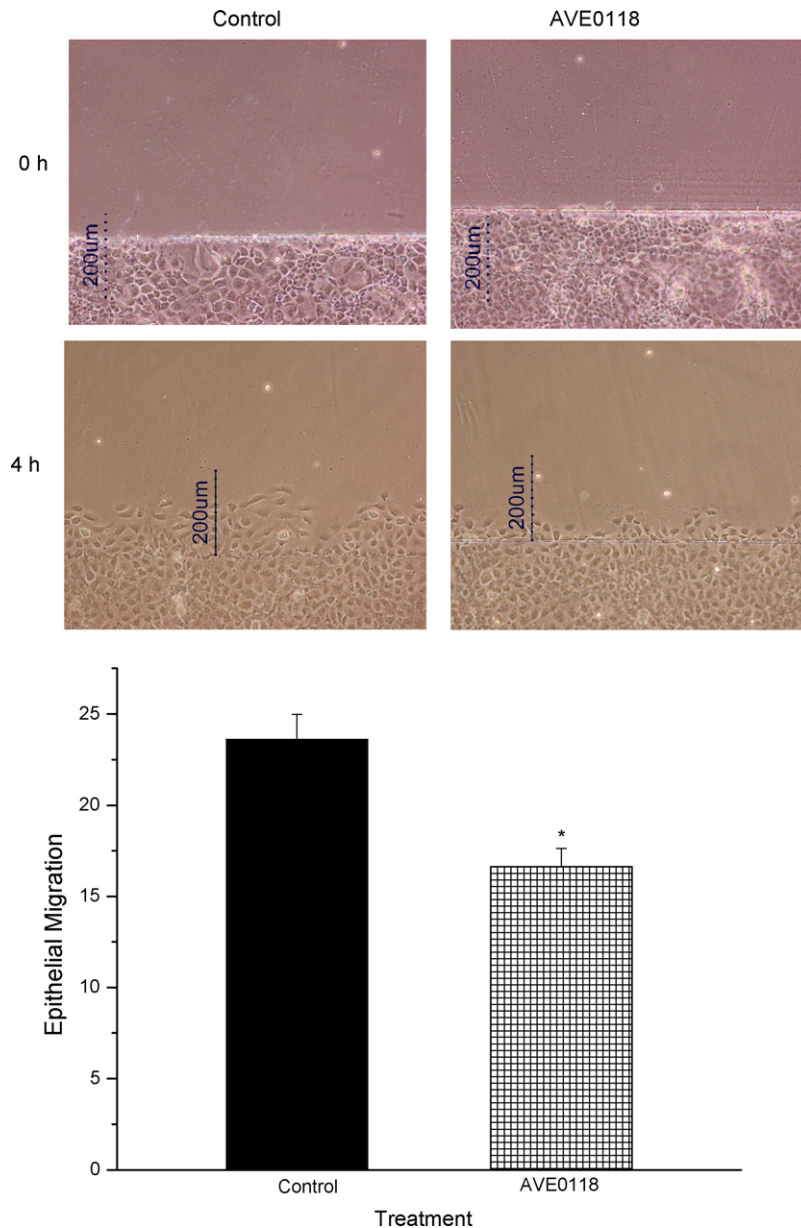 Control
AVE0118
0 h
200um
200um
4 h
200um
200um
25
20
15
10
5
0
Epithelial Migration
*
Control
AVE0118
Treatment